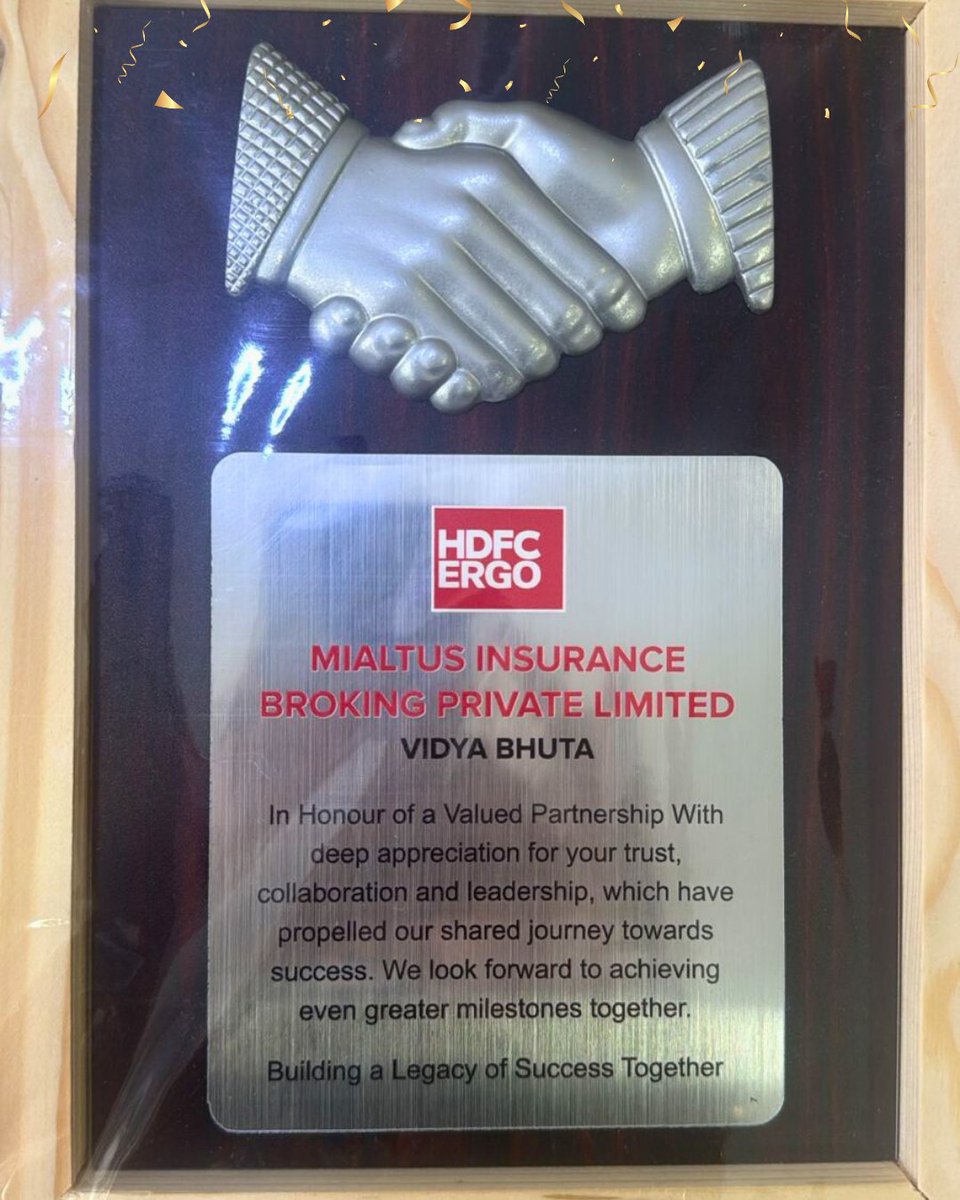 HDFC
ERGO
MIALTUS INSURANCE
BROKING PRIVATE LIMITED
VIDYA BHUTA
In Honour of a Valued Partnership With
deep appreciation for your trust,
collaboration and leadership, which have
propelled our shared journey towards
success. We look forward to achieving
even greater milestones together.
Building a Legacy of Success Together